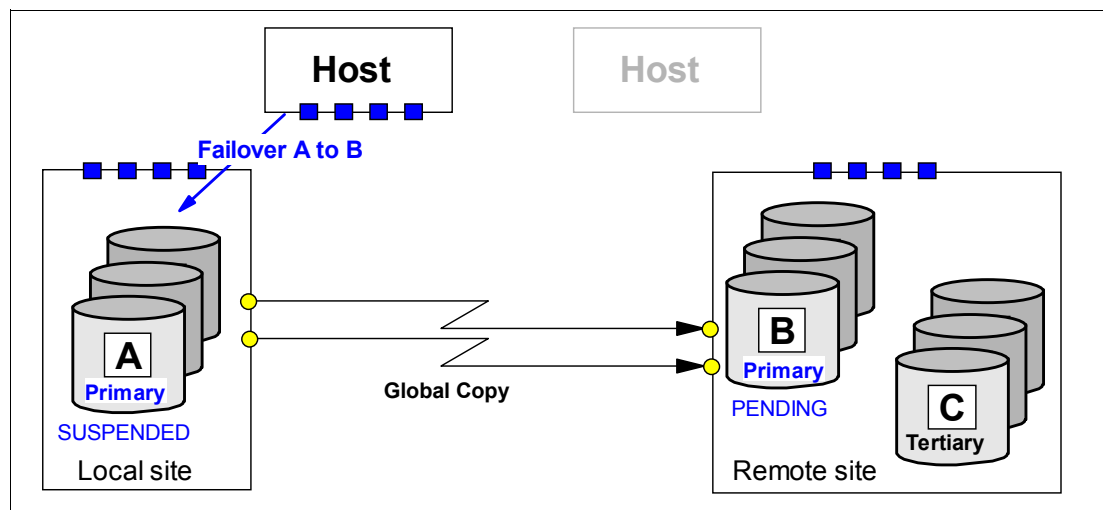 Host
Host
Failover A to B
A
Primary
SUSPENDED
Local site
Global Copy
B
Primary
PENDING
C
Tertiary
Remote site